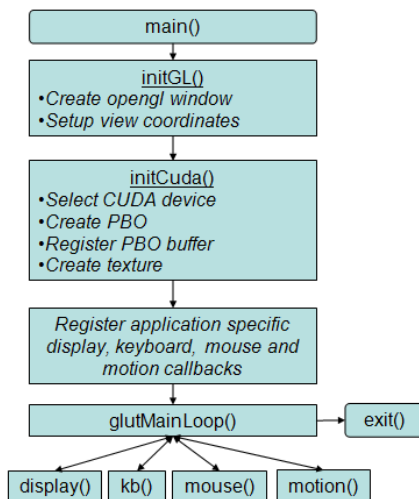 main()
initGL()
•Create opengl window
•Setup view coordinates
initCuda()
•Select CUDA device
•Create PBO
•Register PBO buffer
•Create texture
Register application specific
display, keyboard, mouse and
motion callbacks
glutMainLoop()
exit()
display()
kb()
mouse()
motion()